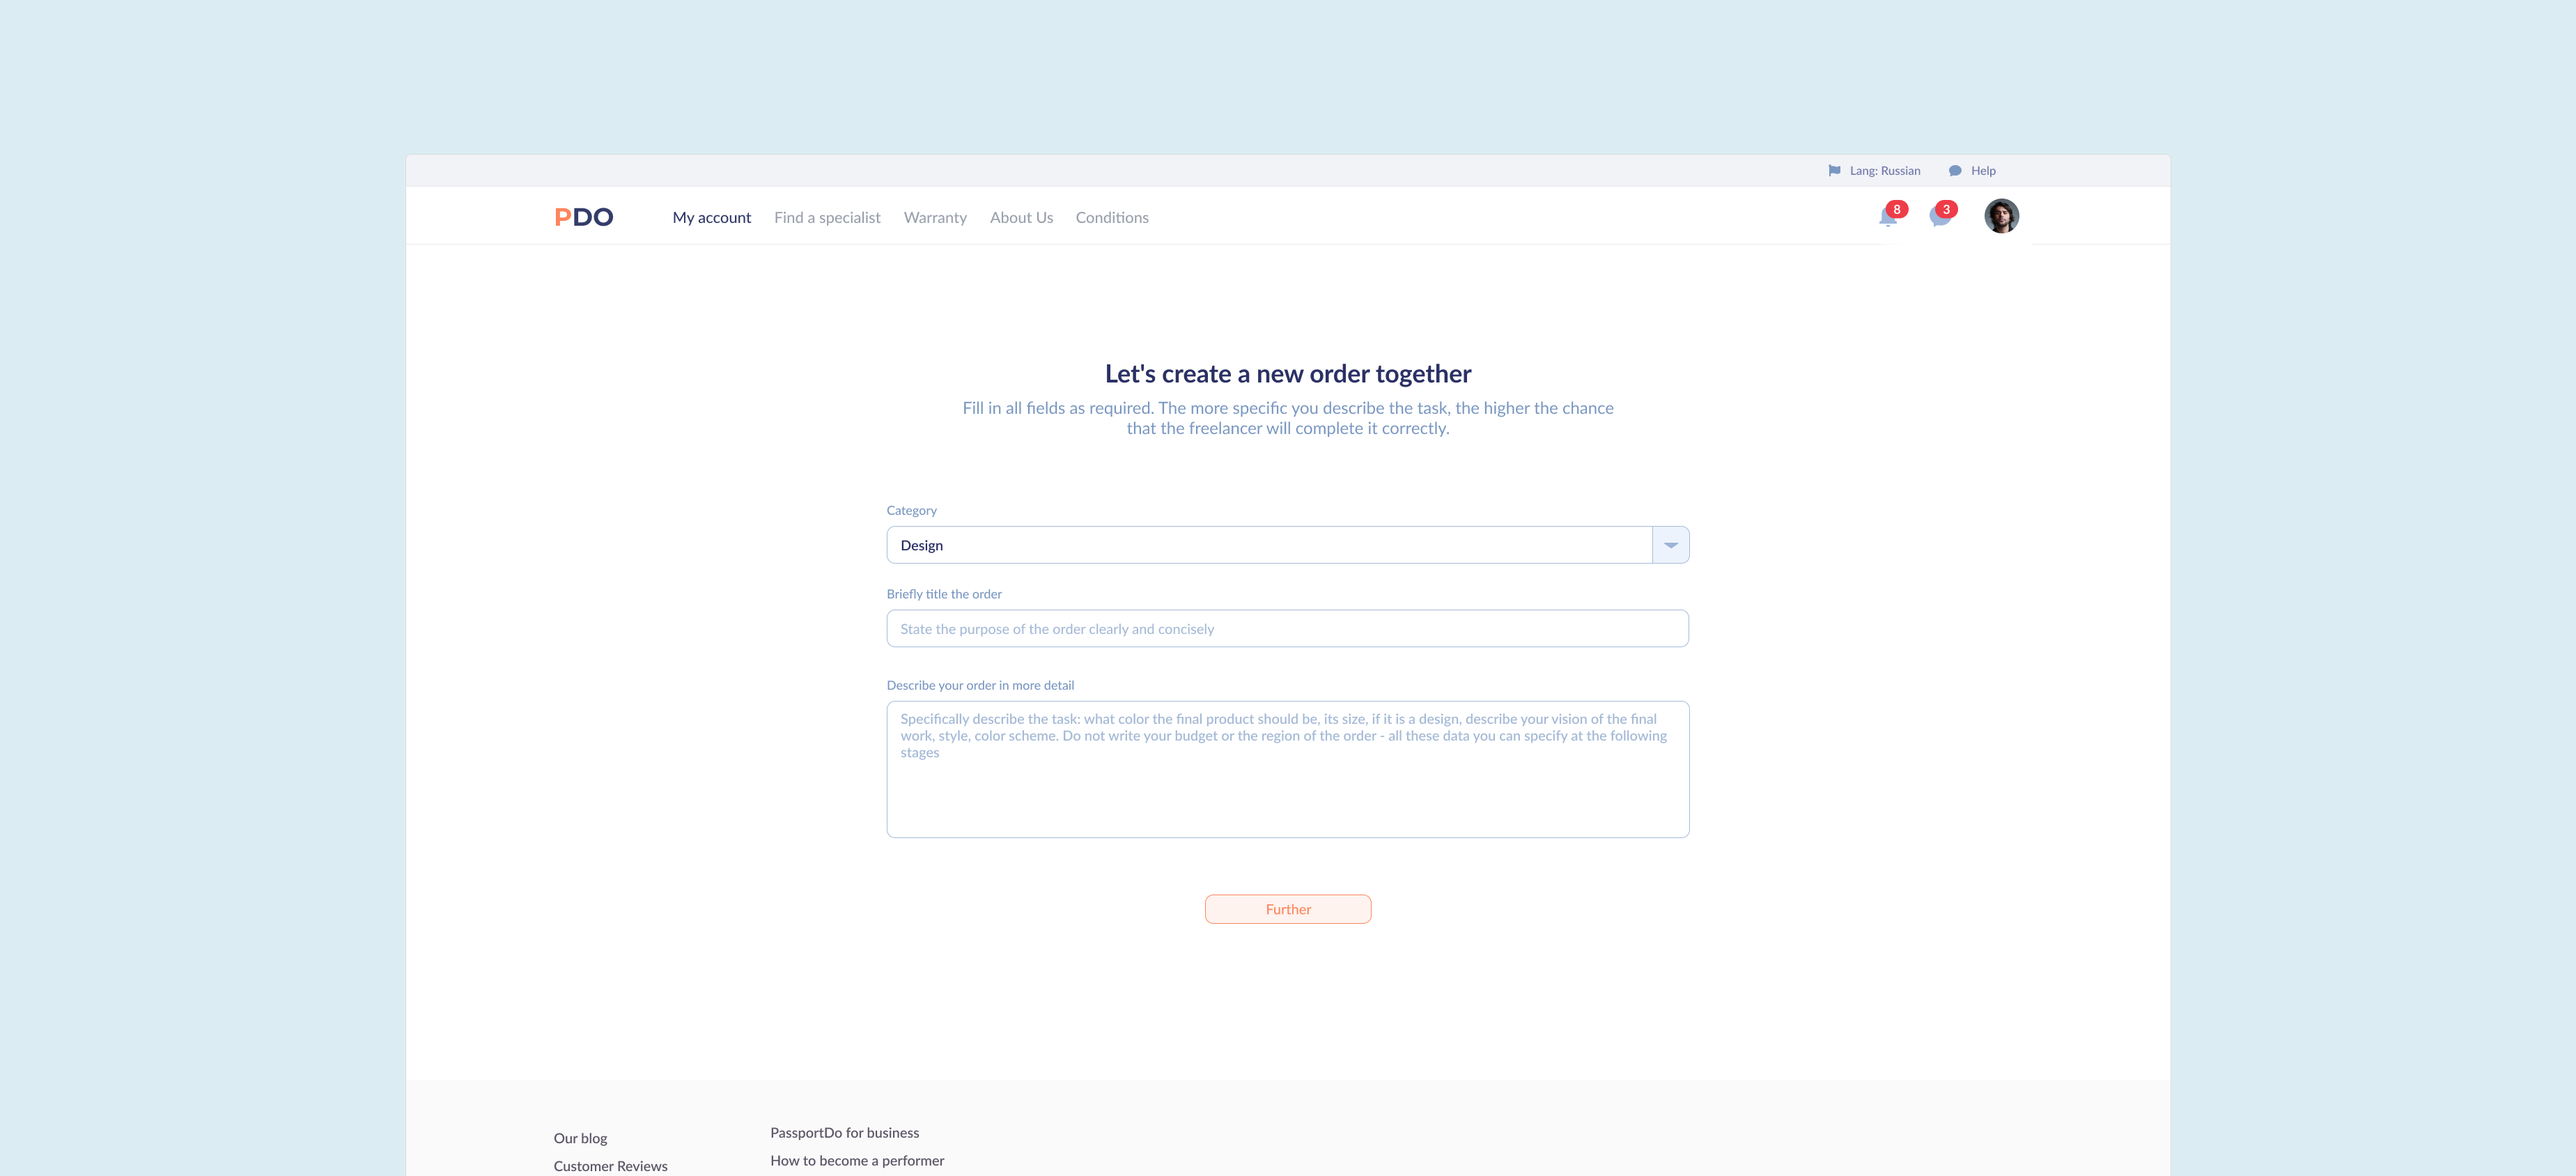 Lang: Russian
Help
PDO
My account
Find a specialist
Warranty
About Us
Conditions
8
3
Let's create a new order together
Fill in all fields as required. The more specific you describe the task, the higher the chance
that the freelancer will complete it correctly.
Category
Design
Briefly title the order
State the purpose of the order clearly and concisely
Describe your order in more detail
Specifically describe the task: what color the final product should be, its size, if it is a design, describe your vision of the final
work, style, color scheme. Do not write your budget or the region of the order - all these data you can specify at the following
stages
Further
Our blog
Customer Reviews
PassportDo for business
How to become a performer